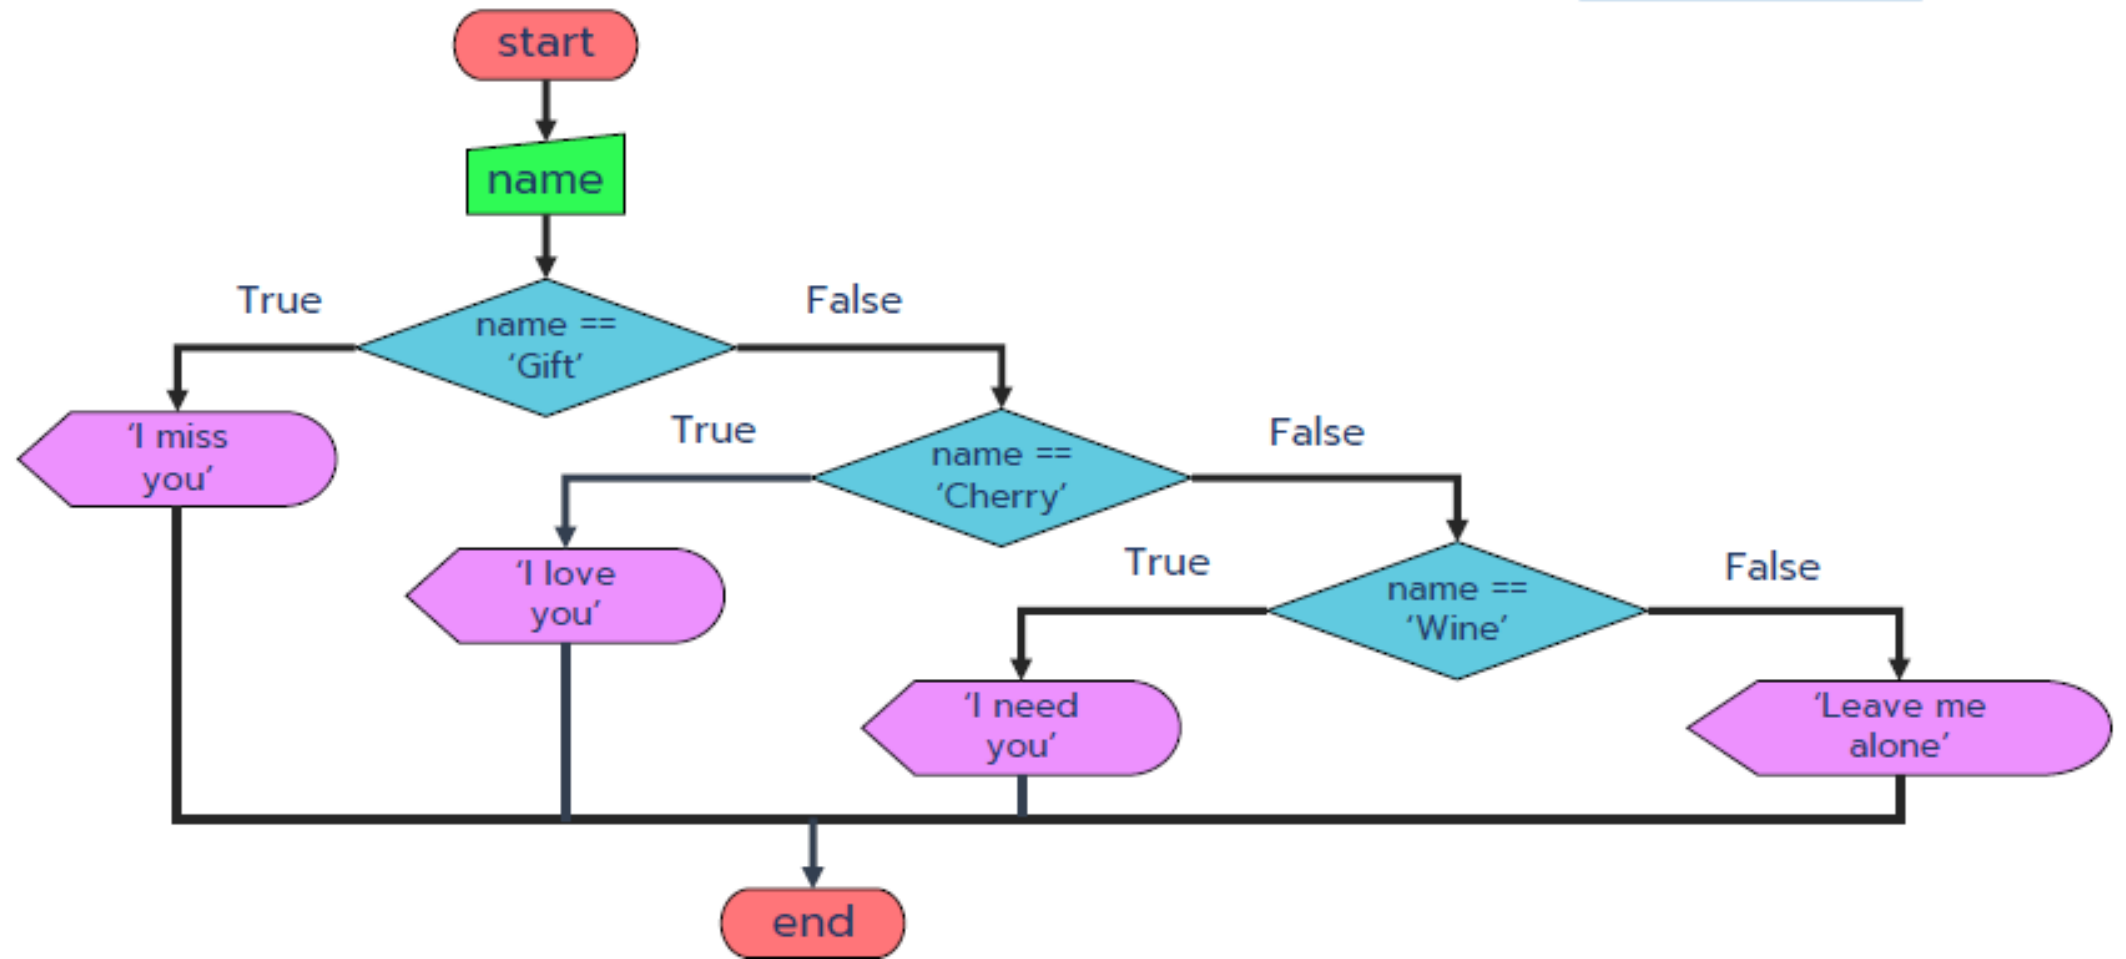 start
name
True
False
name ==
‘Gift’
True
False
‘I miss
you’
name ==
‘Cherry’
True
False
‘I love
you’
name ==
‘Wine’
‘I need
you’
‘Leave me
alone’
end